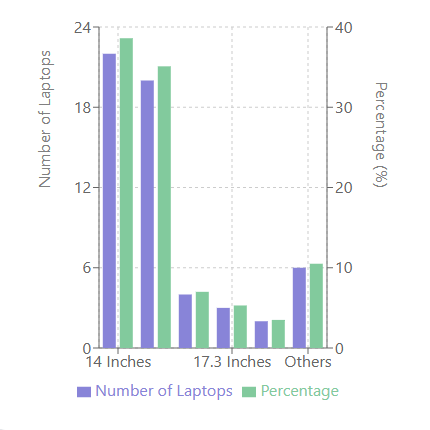 24
40
18
30
12
20
6
10
0
0
Number of Laptops
Percentage (%)
14 Inches
17.3 Inches
Others
Number of Laptops
Percentage